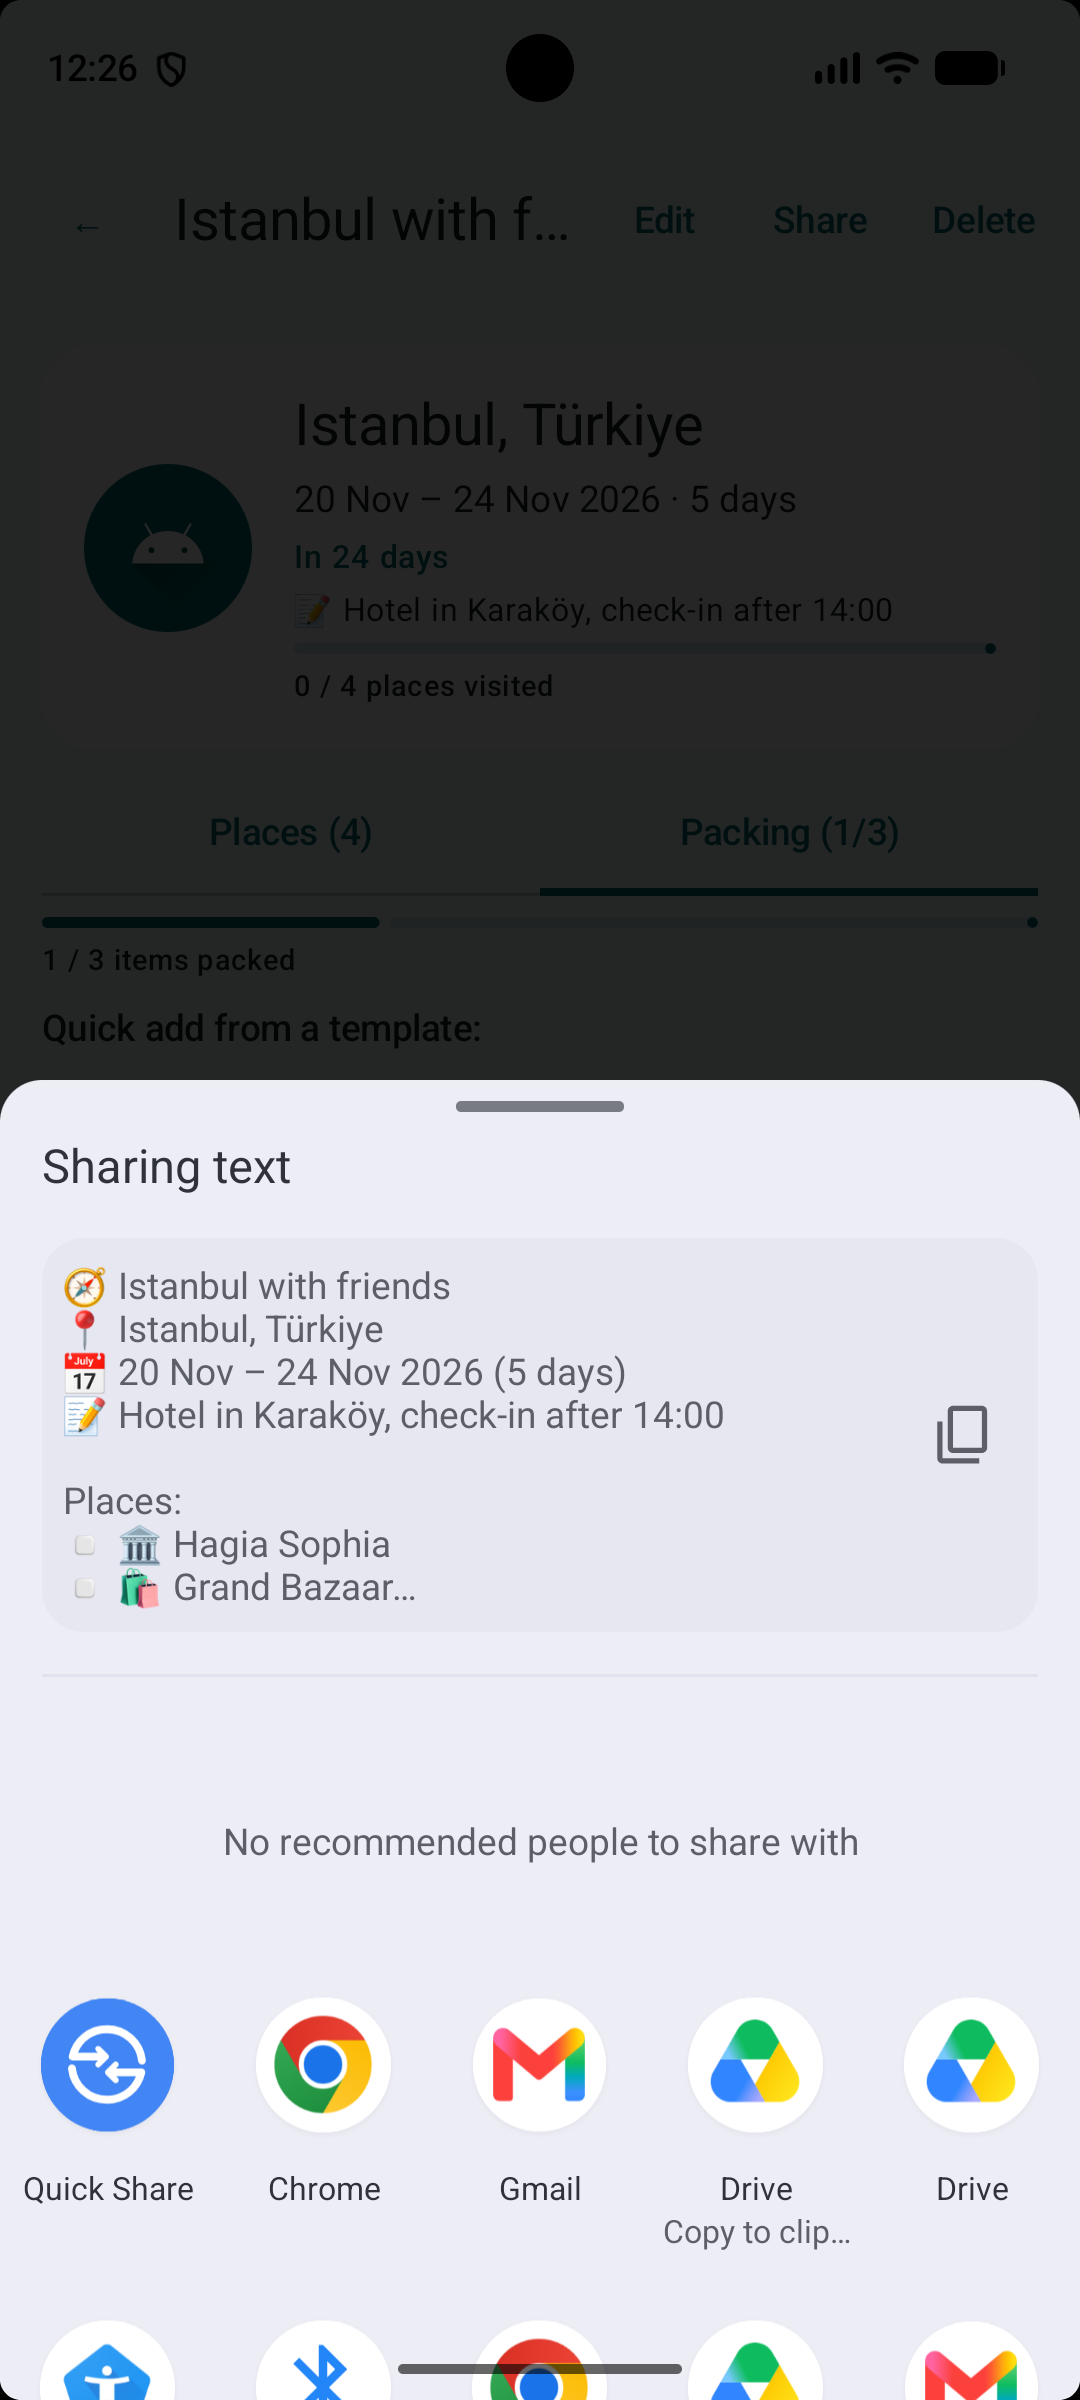 12:26
← Istanbul with f... Edit Share Delete
Istanbul, Türkiye
20 Nov – 24 Nov 2026 · 5 days
In 24 days
📝 Hotel in Karaköy, check-in after 14:00
0 / 4 places visited
Places (4) Packing (1/3)
1 / 3 items packed
Quick add from a template:
Sharing text
🧭 Istanbul with friends
📍 Istanbul, Türkiye
📅 20 Nov – 24 Nov 2026 (5 days)
📝 Hotel in Karaköy, check-in after 14:00
Places:
▫️ 🏛️ Hagia Sophia
▫️ 🛍️ Grand Bazaar...
No recommended people to share with
Quick Share Chrome Gmail Drive Drive
Copy to clip...